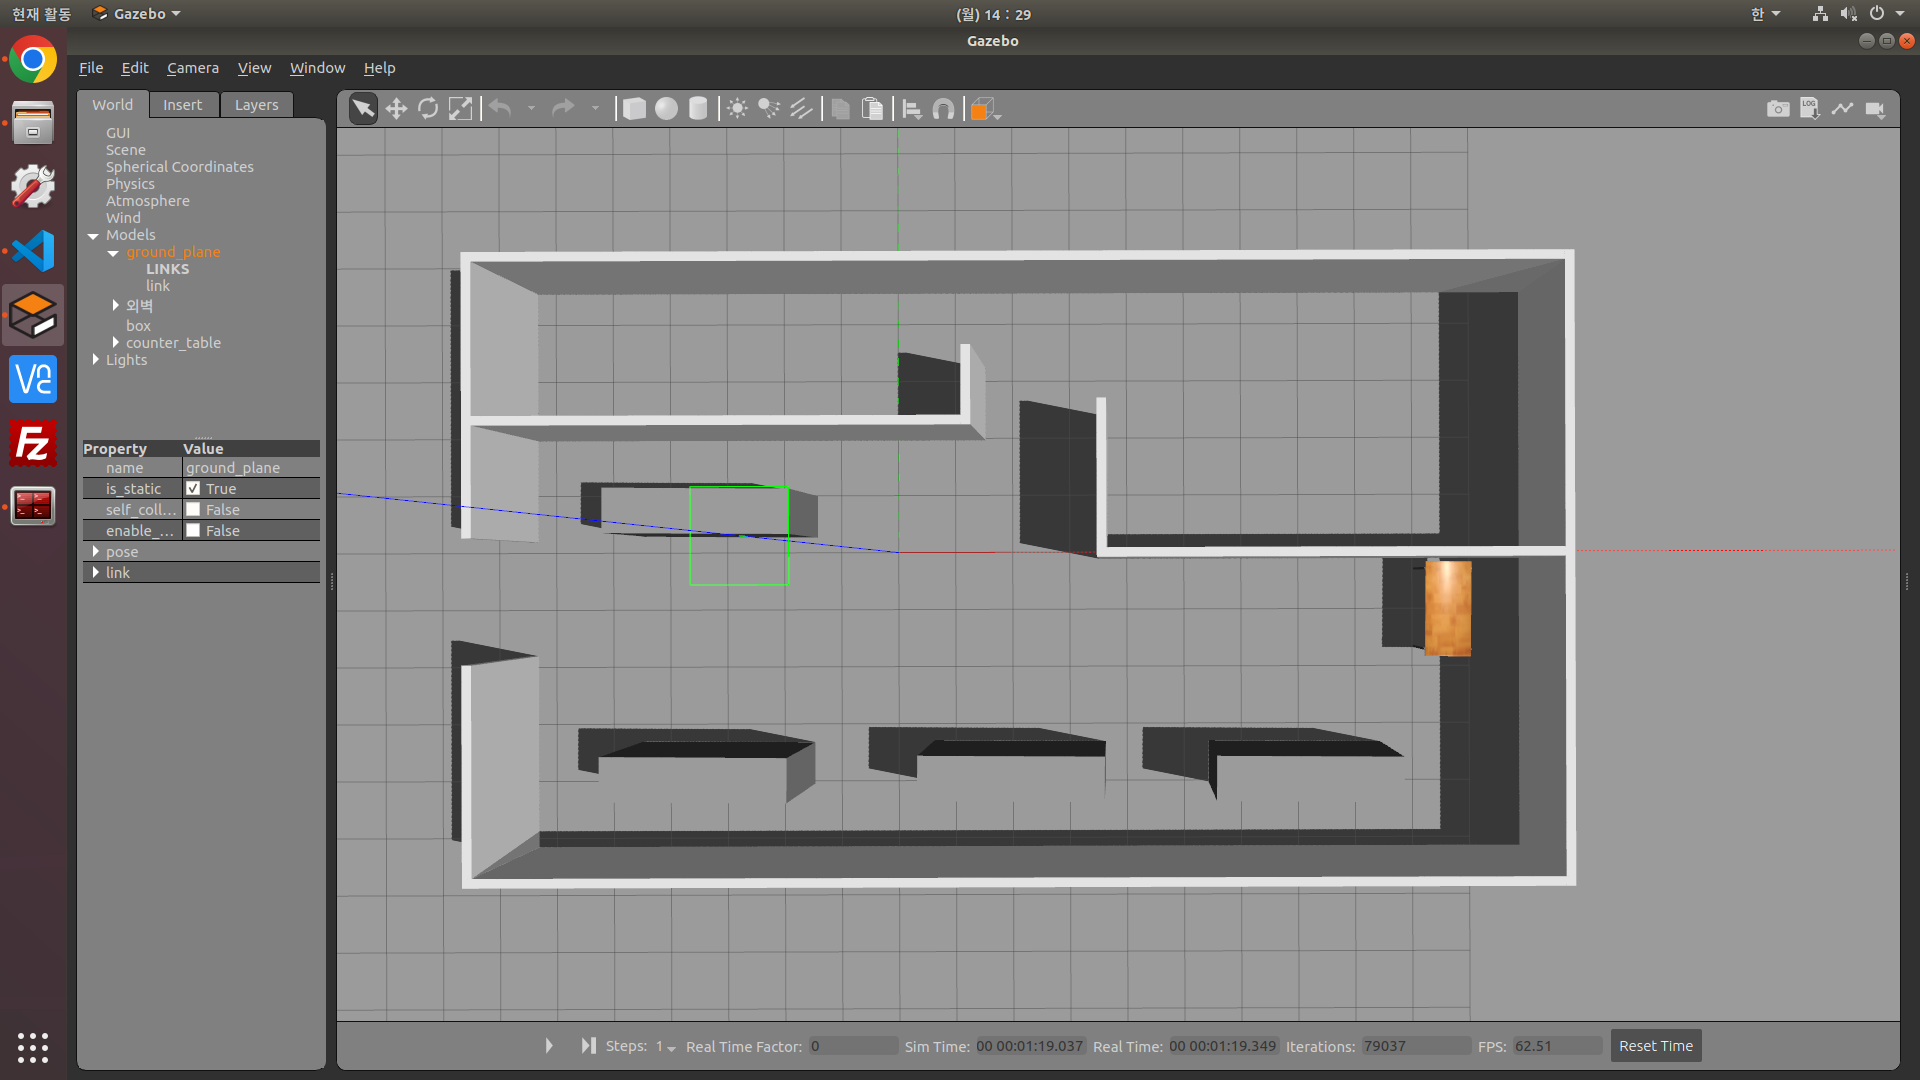 현재 활동 Gazebo (월) 14 : 29 한
Gazebo
File Edit Camera View Window Help
World Insert Layers
LOG
GUI
Scene
Spherical Coordinates
Physics
Atmosphere
Wind
Models
ground_plane
LINKS
link
외벽
box
counter_table
Lights
Property Value
name ground_plane
is_static True
self_coll... False
enable_... False
pose
link
Steps: 1 Real Time Factor: 0 Sim Time: 00 00:01:19.037 Real Time: 00 00:01:19.349 Iterations: 79037 FPS: 62.51 Reset Time